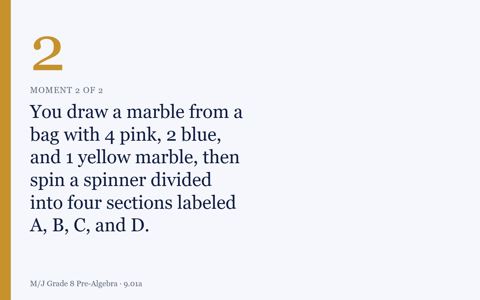 2
MOMENT 2 OF 2
You draw a marble from a
bag with 4 pink, 2 blue,
and 1 yellow marble, then
spin a spinner divided
into four sections labeled
A, B, C, and D.
M/J Grade 8 Pre-Algebra · 9.01a